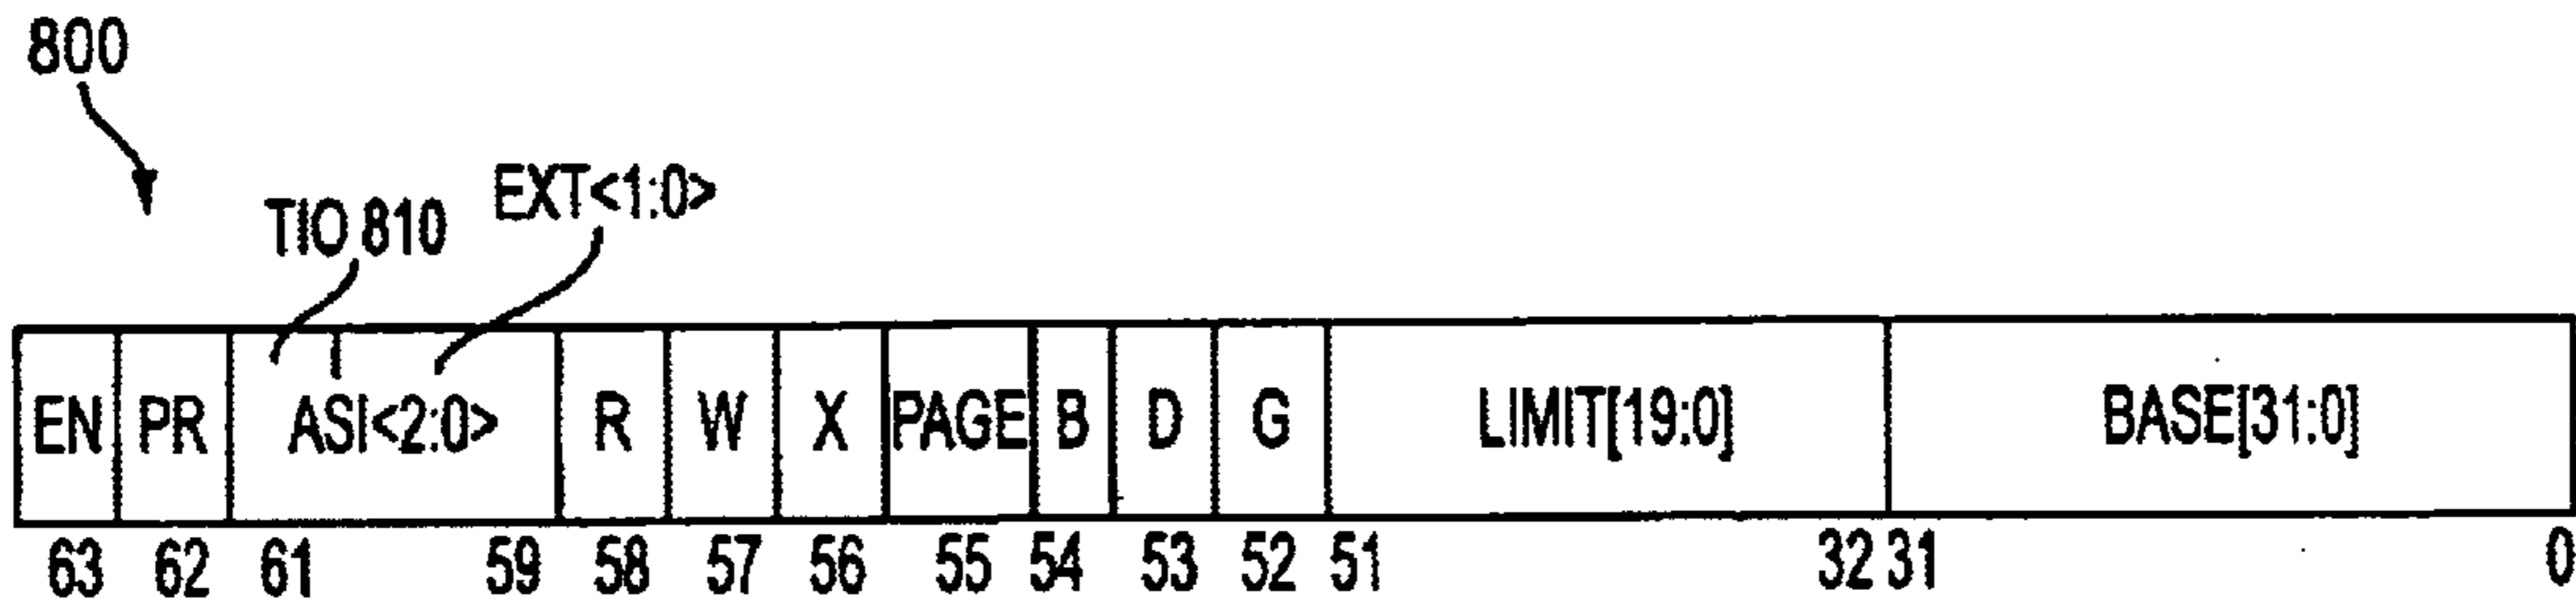 800
EXT<1:0>
TIO 810
EN PR ASI<2:0> R W X PAGE B D G LIMIT[19:0] BASE[31:0]
63 62 61 59 58 57 56 55 54 53 52 51 32 31 0